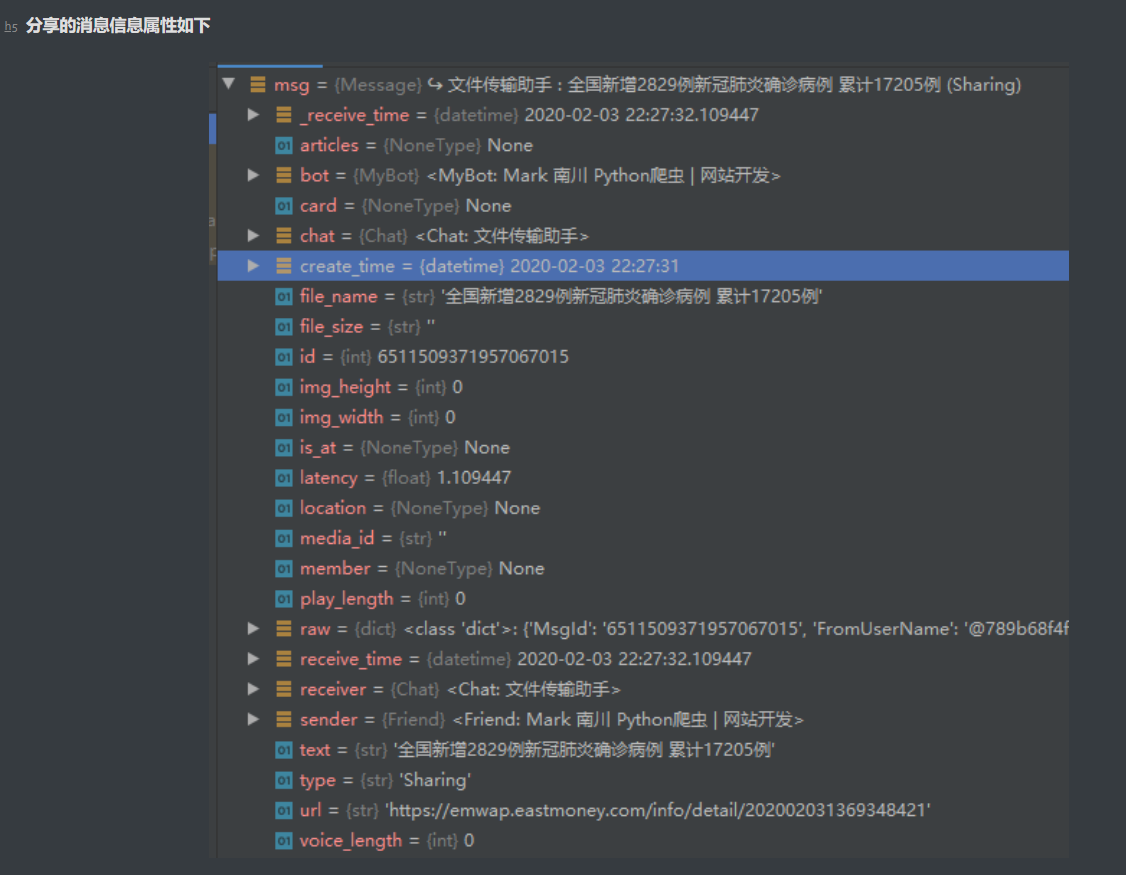 h5 分享的消息信息属性如下
msg = {Message} ↪ 文件传输助手 : 全国新增2829例新冠肺炎确诊病例 累计17205例 (Sharing)
_receive_time = {datetime} 2020-02-03 22:27:32.109447
01 articles = {NoneType} None
bot = {MyBot} <MyBot: Mark 南川 Python爬虫 | 网站开发>
01 card = {NoneType} None
chat = {Chat} <Chat: 文件传输助手>
create_time = {datetime} 2020-02-03 22:27:31
01 file_name = {str} '全国新增2829例新冠肺炎确诊病例 累计17205例'
01 file_size = {str} ''
01 id = {int} 6511509371957067015
01 img_height = {int} 0
01 img_width = {int} 0
01 is_at = {NoneType} None
01 latency = {float} 1.109447
01 location = {NoneType} None
01 media_id = {str} ''
01 member = {NoneType} None
01 play_length = {int} 0
raw = {dict} <class 'dict'>: {'MsgId': '6511509371957067015', 'FromUserName': '@789b68f4f
receive_time = {datetime} 2020-02-03 22:27:32.109447
receiver = {Chat} <Chat: 文件传输助手>
sender = {Friend} <Friend: Mark 南川 Python爬虫 | 网站开发>
01 text = {str} '全国新增2829例新冠肺炎确诊病例 累计17205例'
01 type = {str} 'Sharing'
01 url = {str} 'https://emwap.eastmoney.com/info/detail/202002031369348421'
01 voice_length = {int} 0